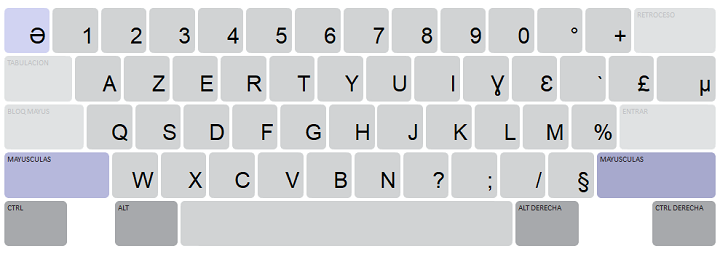 Ə 1 2 3 4 5 6 7 8 9 0 ° + RETROCESO
TABULACION A Z E R T Y U I Ɣ Ɛ ` £ µ
BLOQ MAYUS Q S D F G H J K L M % ENTRAR
MAYUSCULAS W X C V B N ? ; / § MAYUSCULAS
CTRL ALT ALT DERECHA CTRL DERECHA